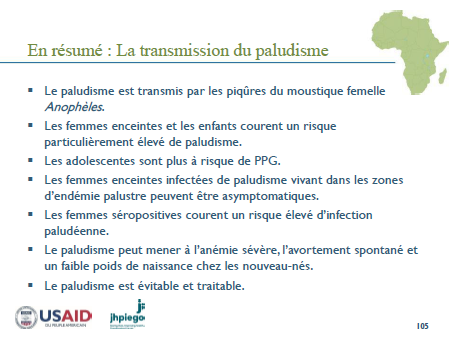 En résumé : La transmission du paludisme
▪ Le paludisme est transmis par les piqûres du moustique femelle
Anophèles.
▪ Les femmes enceintes et les enfants courent un risque
particulièrement élevé de paludisme.
▪ Les adolescentes sont plus à risque de PPG.
▪ Les femmes enceintes infectées de paludisme vivant dans les zones
d'endémie palustre peuvent être asymptomatiques.
▪ Les femmes séropositives courent un risque élevé d'infection
paludéenne.
▪ Le paludisme peut mener à l'anémie sévère, l'avortement spontané et
un faible poids de naissance chez les nouveau-nés.
▪ Le paludisme est évitable et traitable.
USAID
DU PEUPLE AMERICAIN
jhpiego
105